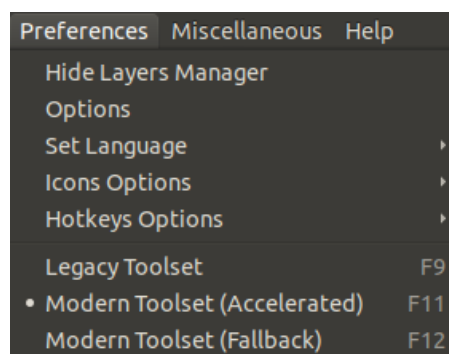 Preferences Miscellaneous Help
Hide Layers Manager
Options
Set Language
Icons Options
Hotkeys Options
Legacy Toolset F9
• Modern Toolset (Accelerated) F11
Modern Toolset (Fallback) F12